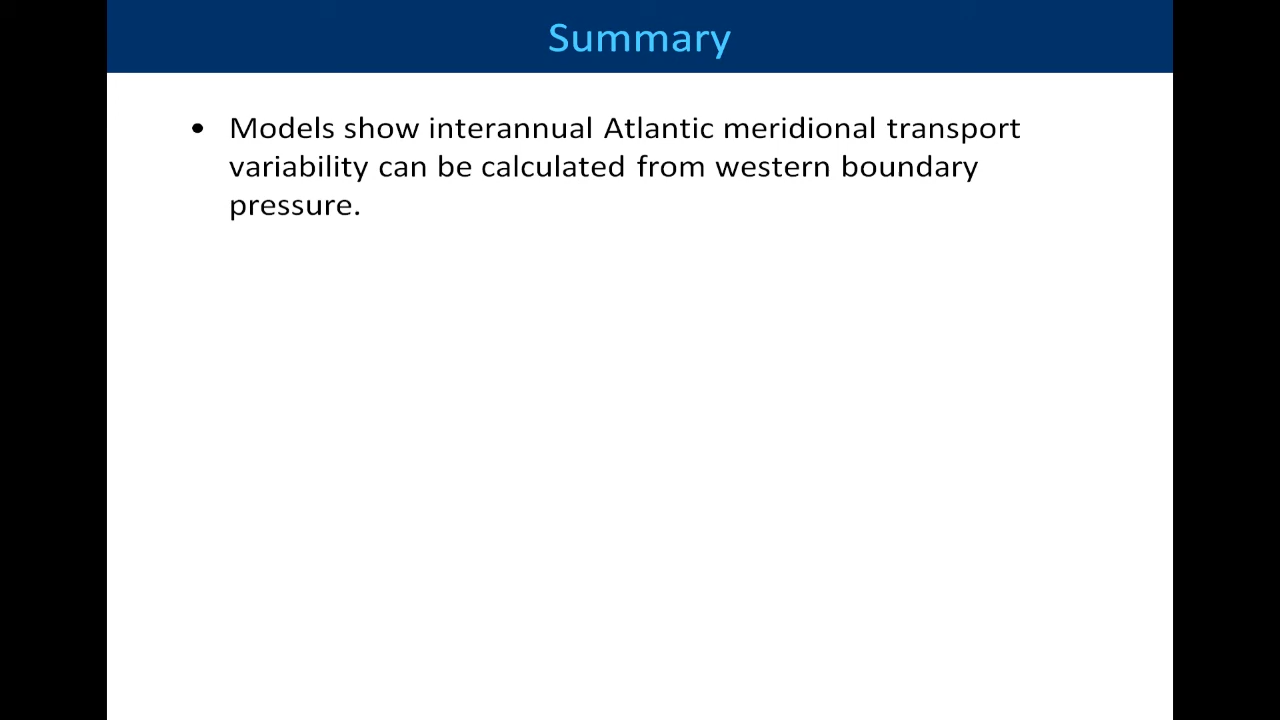 Summary
• Models show interannual Atlantic meridional transport
variability can be calculated from western boundary
pressure.